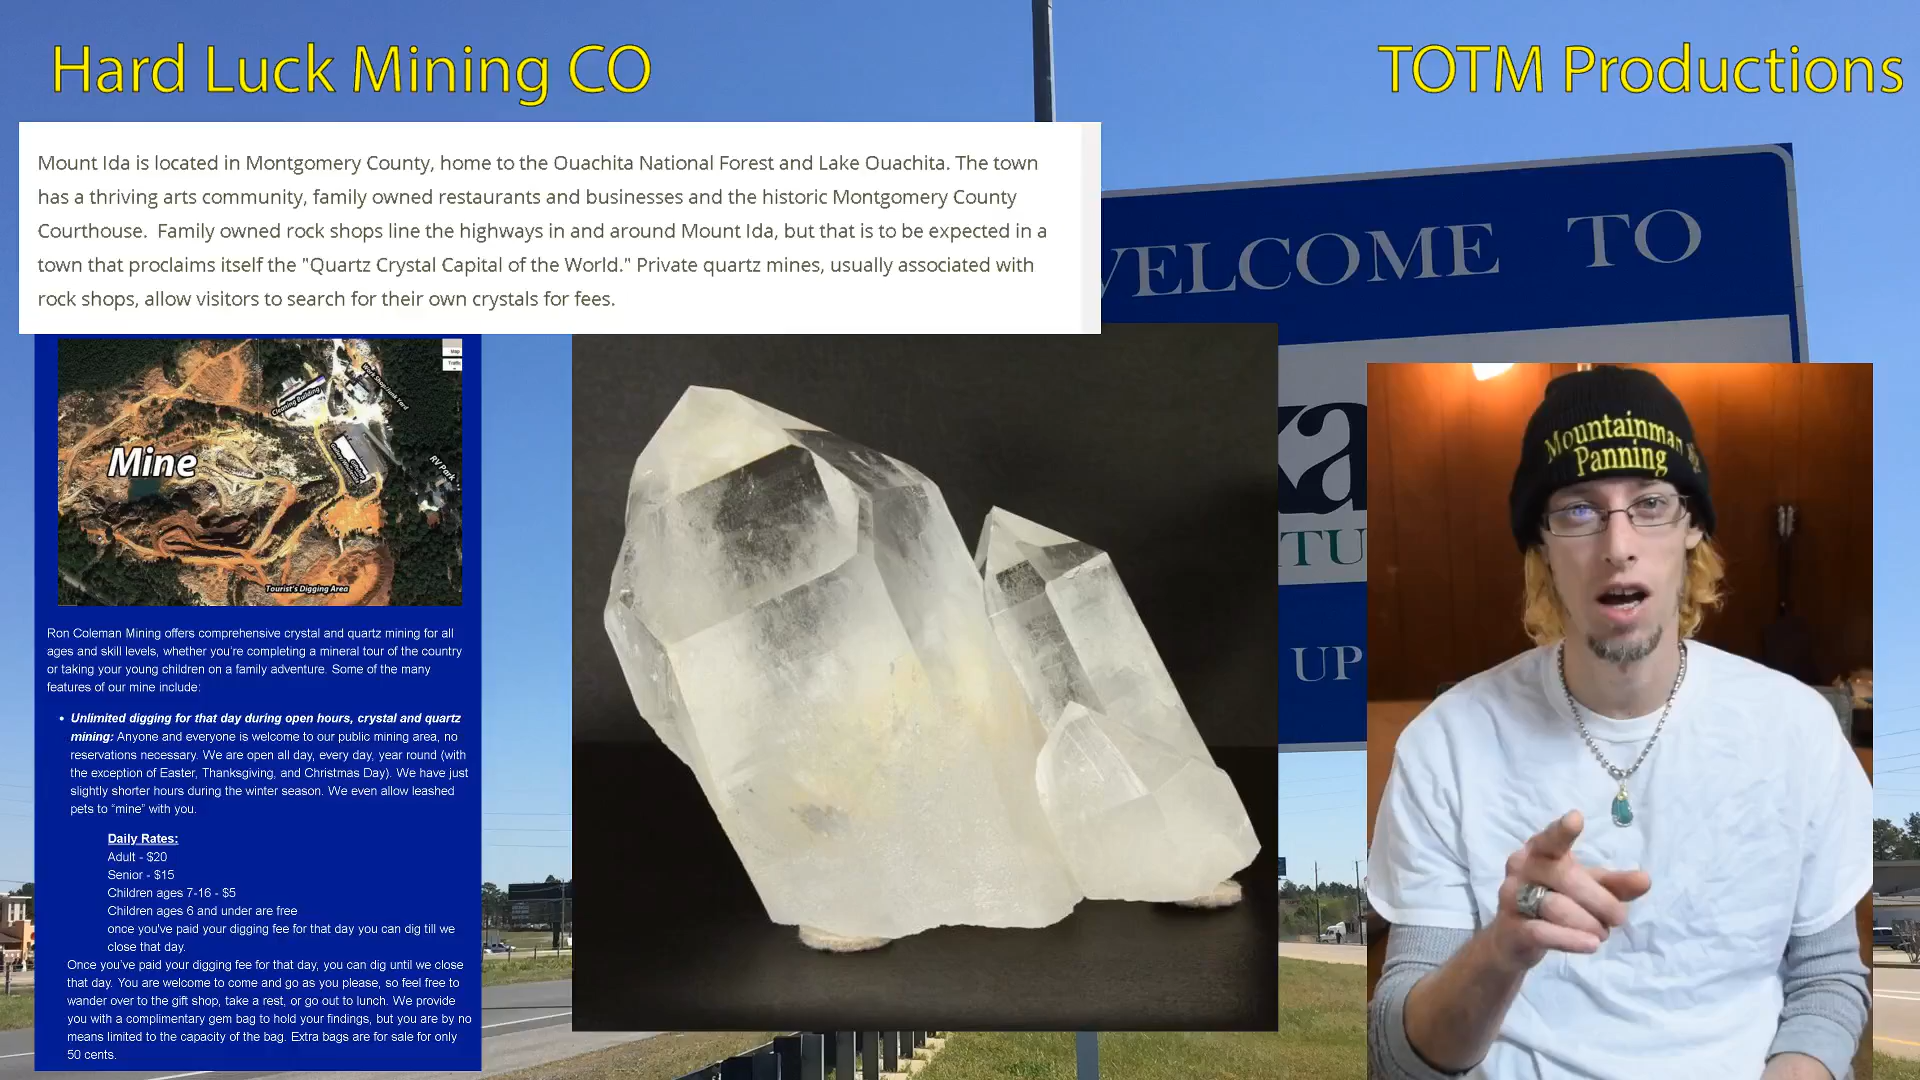 Hard Luck Mining CO
TOTM Productions
Mount Ida is located in Montgomery County, home to the Ouachita National Forest and Lake Ouachita. The town
has a thriving arts community, family owned restaurants and businesses and the historic Montgomery County
Courthouse. Family owned rock shops line the highways in and around Mount Ida, but that is to be expected in a
town that proclaims itself the "Quartz Crystal Capital of the World." Private quartz mines, usually associated with
rock shops, allow visitors to search for their own crystals for fees.
WELCOME TO
UP
Map
Cleaning Building
Mine
RV Park
Tourist's Digging Area
Mountainman
Panning
Ron Coleman Mining offers comprehensive crystal and quartz mining for all
ages and skill levels, whether you're completing a mineral tour of the country
or taking your young children on a family adventure. Some of the many
features of our mine include:
• Unlimited digging for that day during open hours, crystal and quartz
mining: Anyone and everyone is welcome to our public mining area, no
reservations necessary. We are open all day, every day, year round (with
the exception of Easter, Thanksgiving, and Christmas Day). We have just
slightly shorter hours during the winter season. We even allow leashed
pets to “mine” with you.
Daily Rates:
Adult - $20
Senior - $15
Children ages 7-16 - $5
Children ages 6 and under are free
once you've paid your digging fee for that day you can dig till we
close that day.
Once you've paid your digging fee for that day, you can dig until we close
that day. You are welcome to come and go as you please, so feel free to
wander over to the gift shop, take a rest, or go out to lunch. We provide
you with a complimentary gem bag to hold your findings, but you are by no
means limited to the capacity of the bag. Extra bags are for sale for only
50 cents.